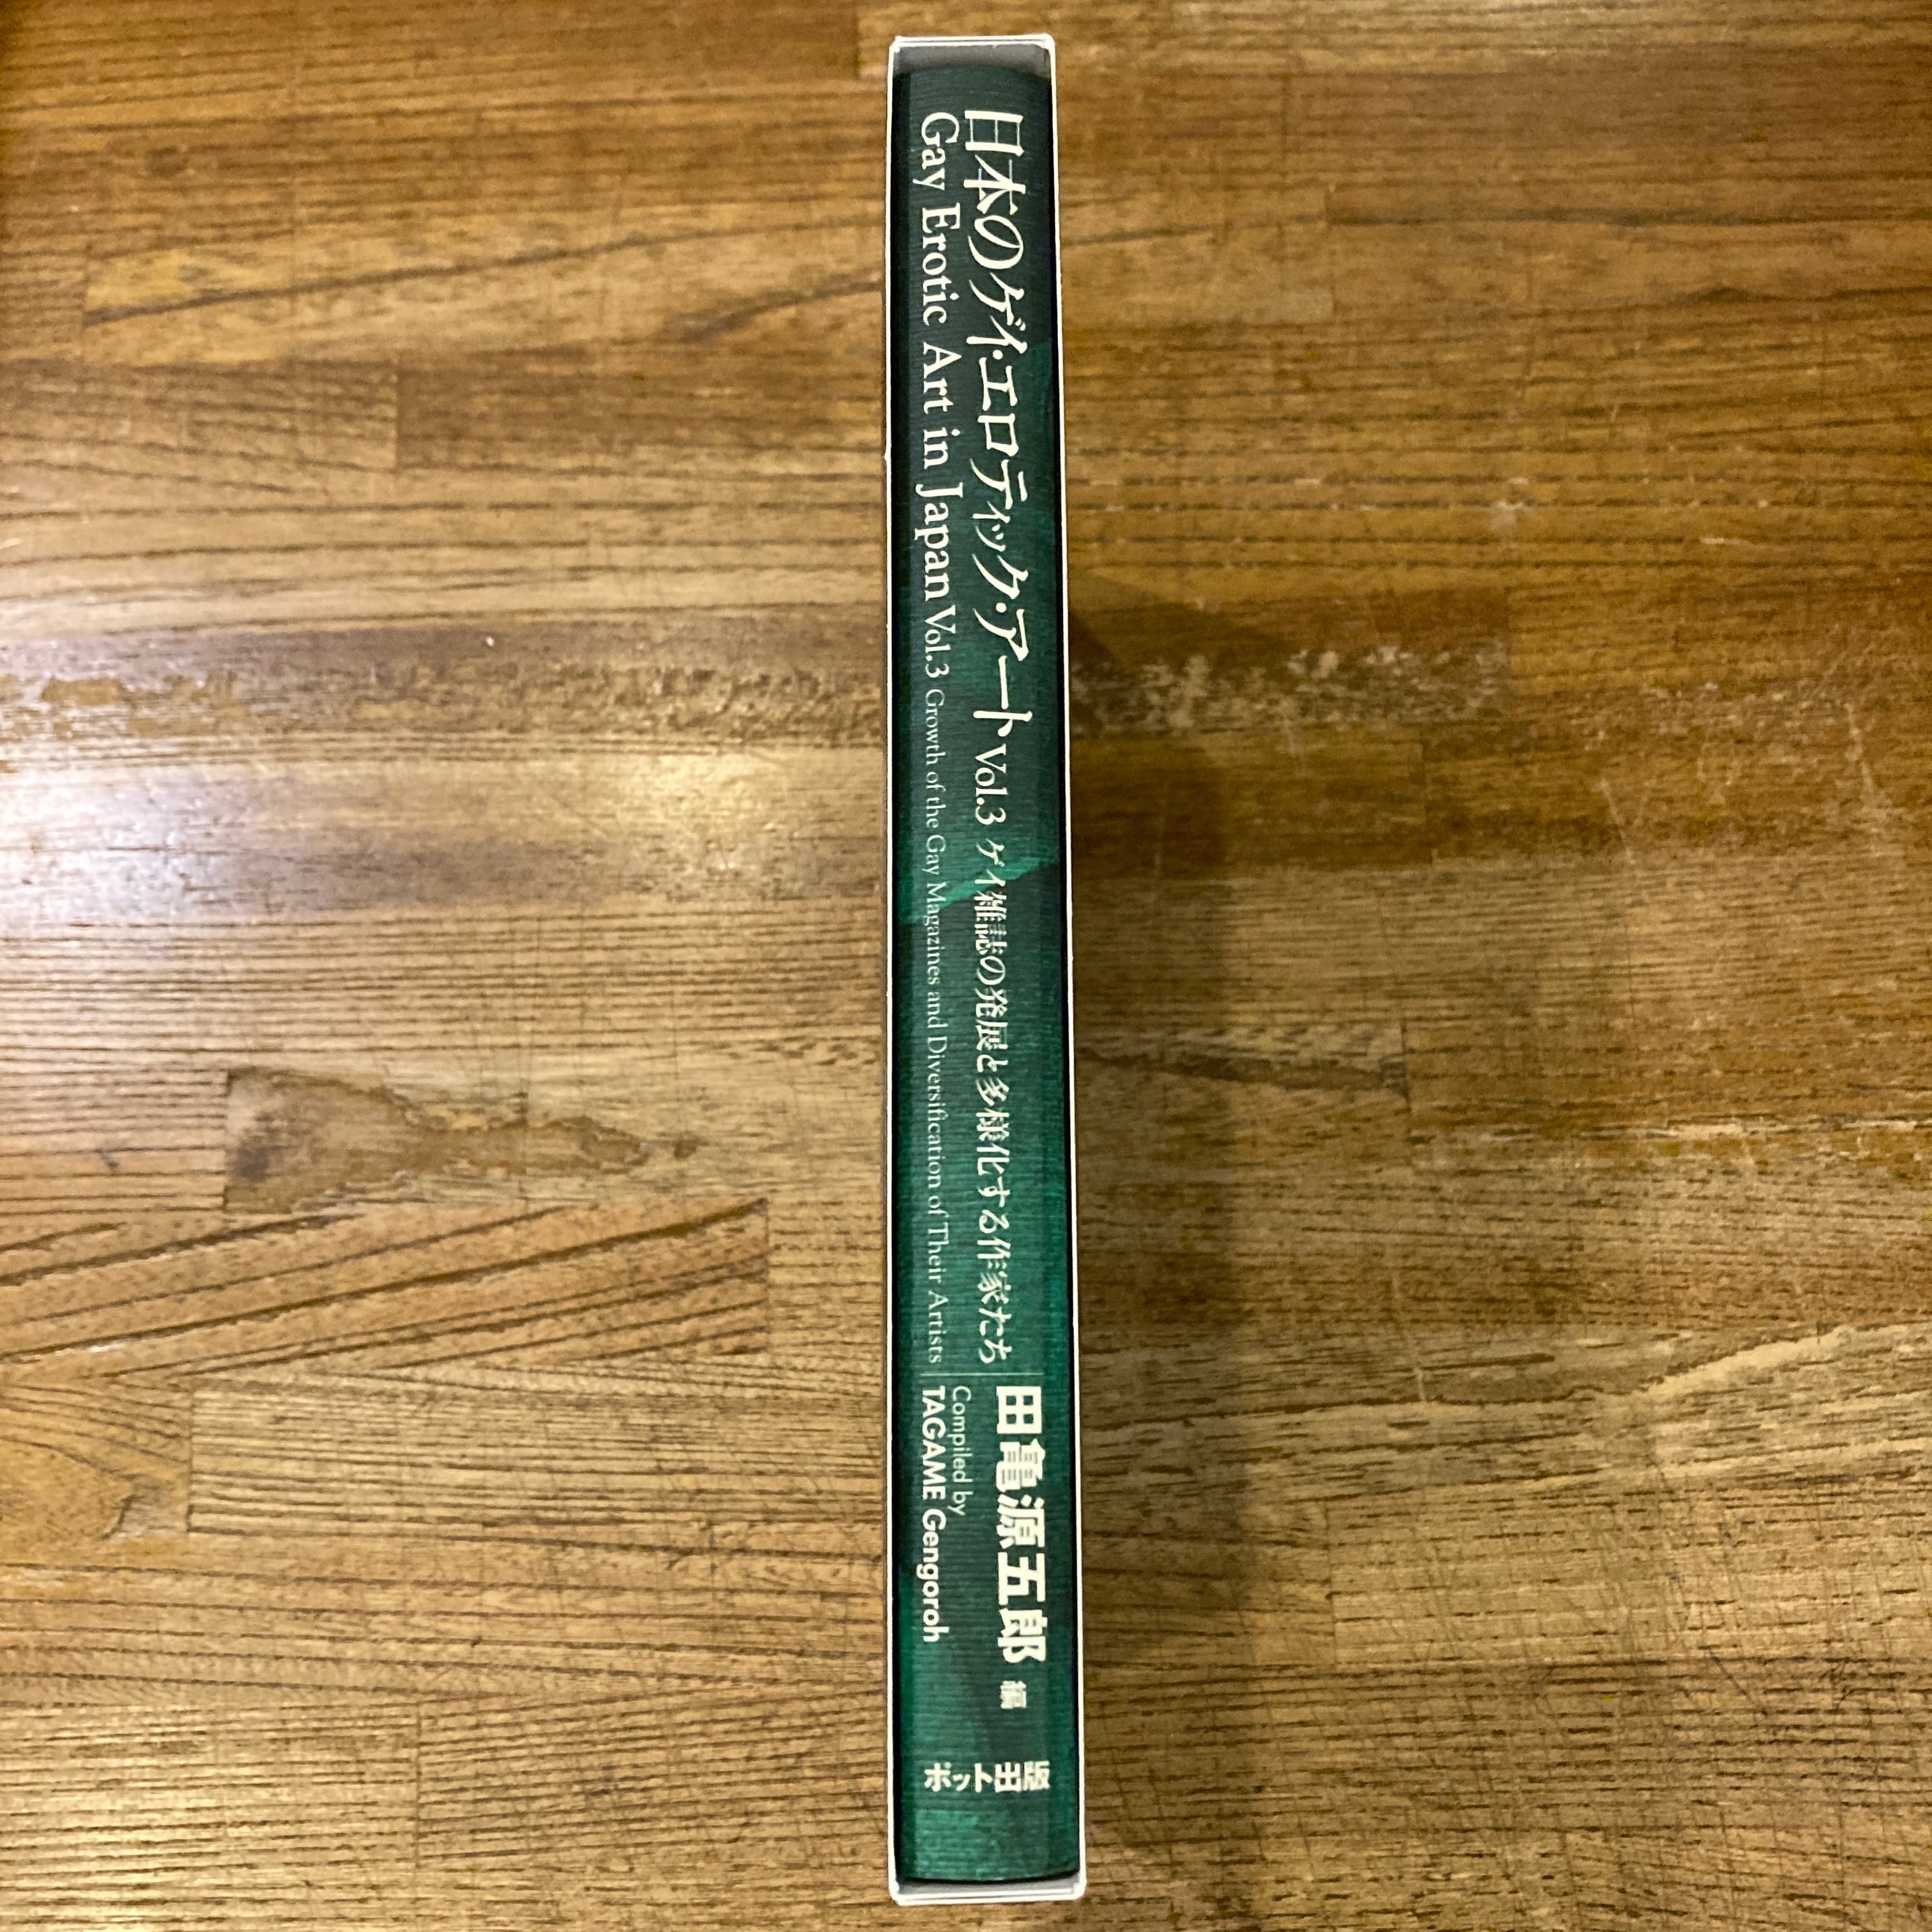 日本のゲイ・エロティック・アート Vol.3 ゲイ雑誌の発展と多様化する作家たち
Gay Erotic Art in Japan Vol.3 Growth of the Gay Magazines and Diversification of Their Artists
田亀源五郎 編
Compiled by
TAGAME Gengoroh
ポット出版